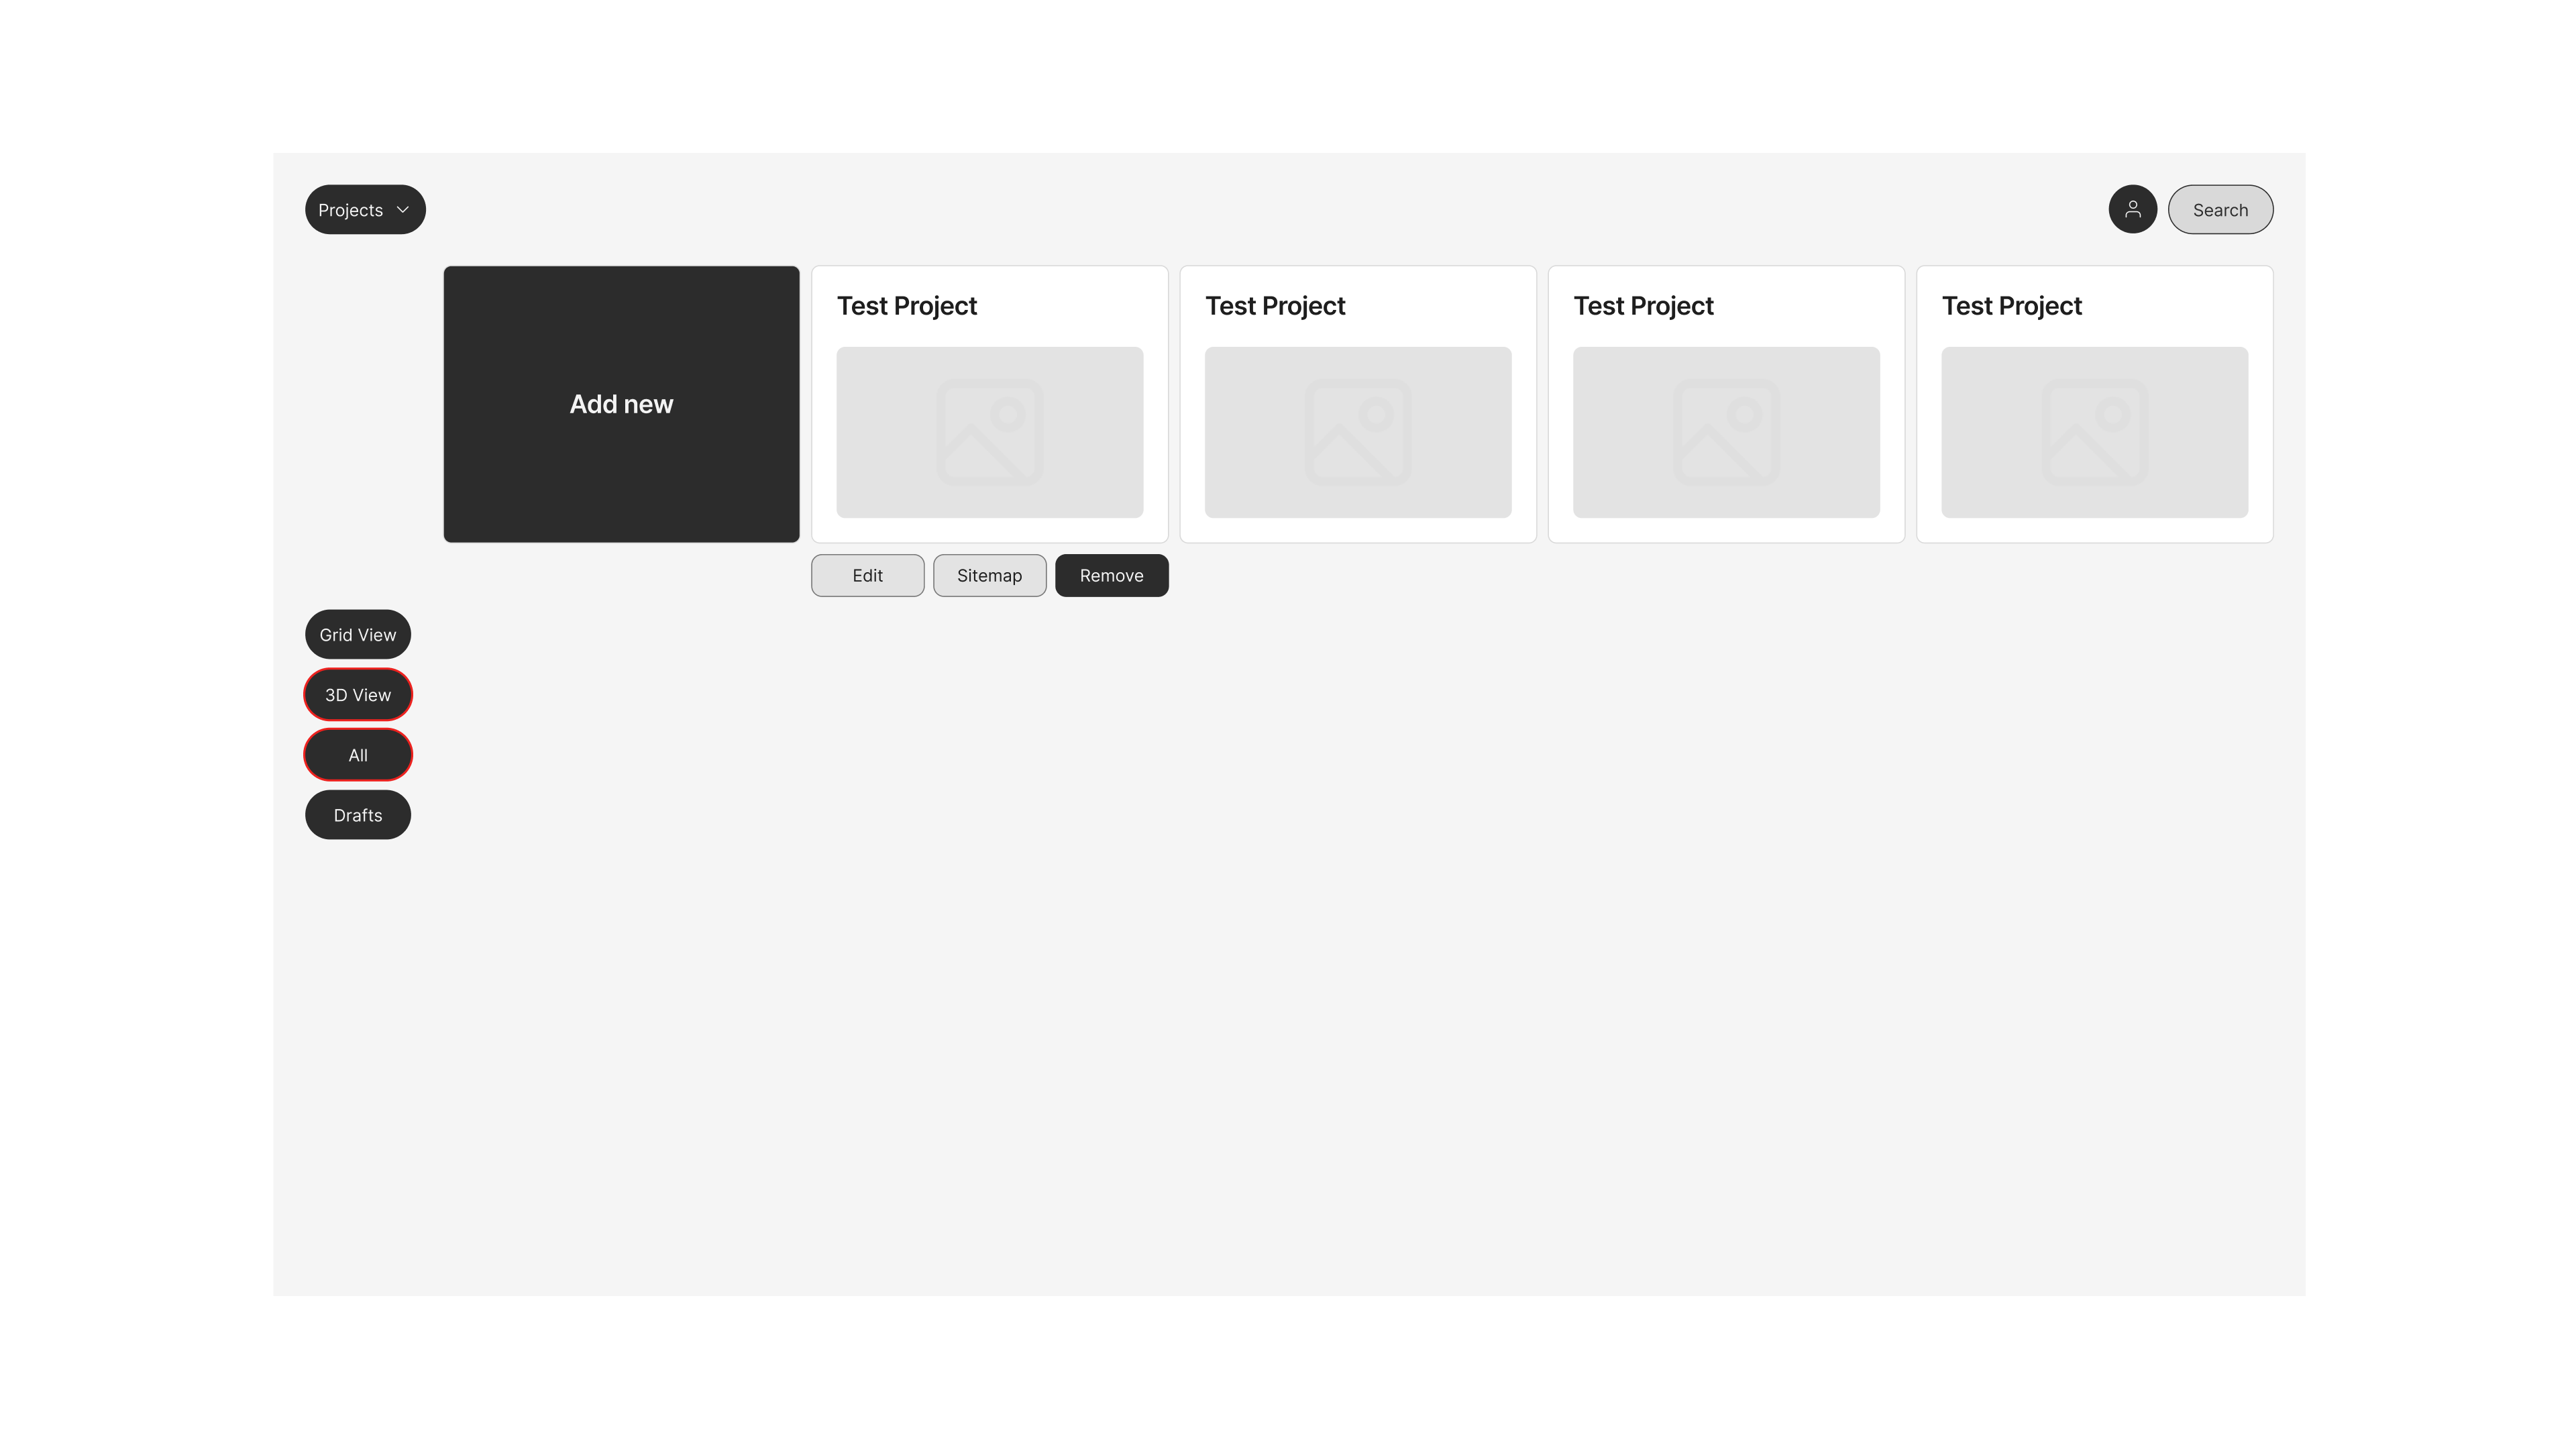 Projects
Search
Add new
Test Project
Test Project
Test Project
Test Project
Edit
Sitemap
Remove
Grid View
3D View
All
Drafts